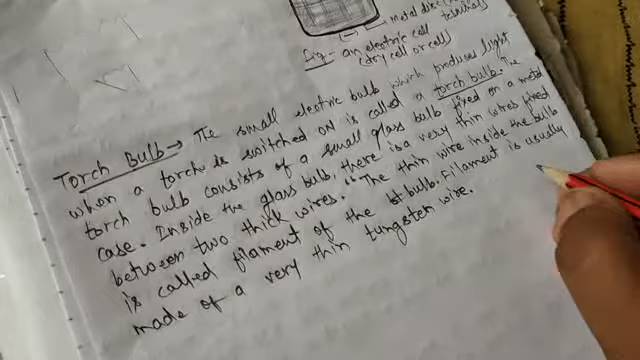 metal disc
terminals
Fig - an electric cell
(dry cell or cell)
Torch Bulb → The small electric bulb which produces light
when a torch is switched ON is called a torch bulb. The
torch bulb consists of a small glass bulb fixed on a metal
case. Inside the glass bulb, there is a very thin wires fixed
between two thick wires. The thin wire inside the bulb
is called filament of the bulb. Filament is usually
made of a very thin tungsten wire.